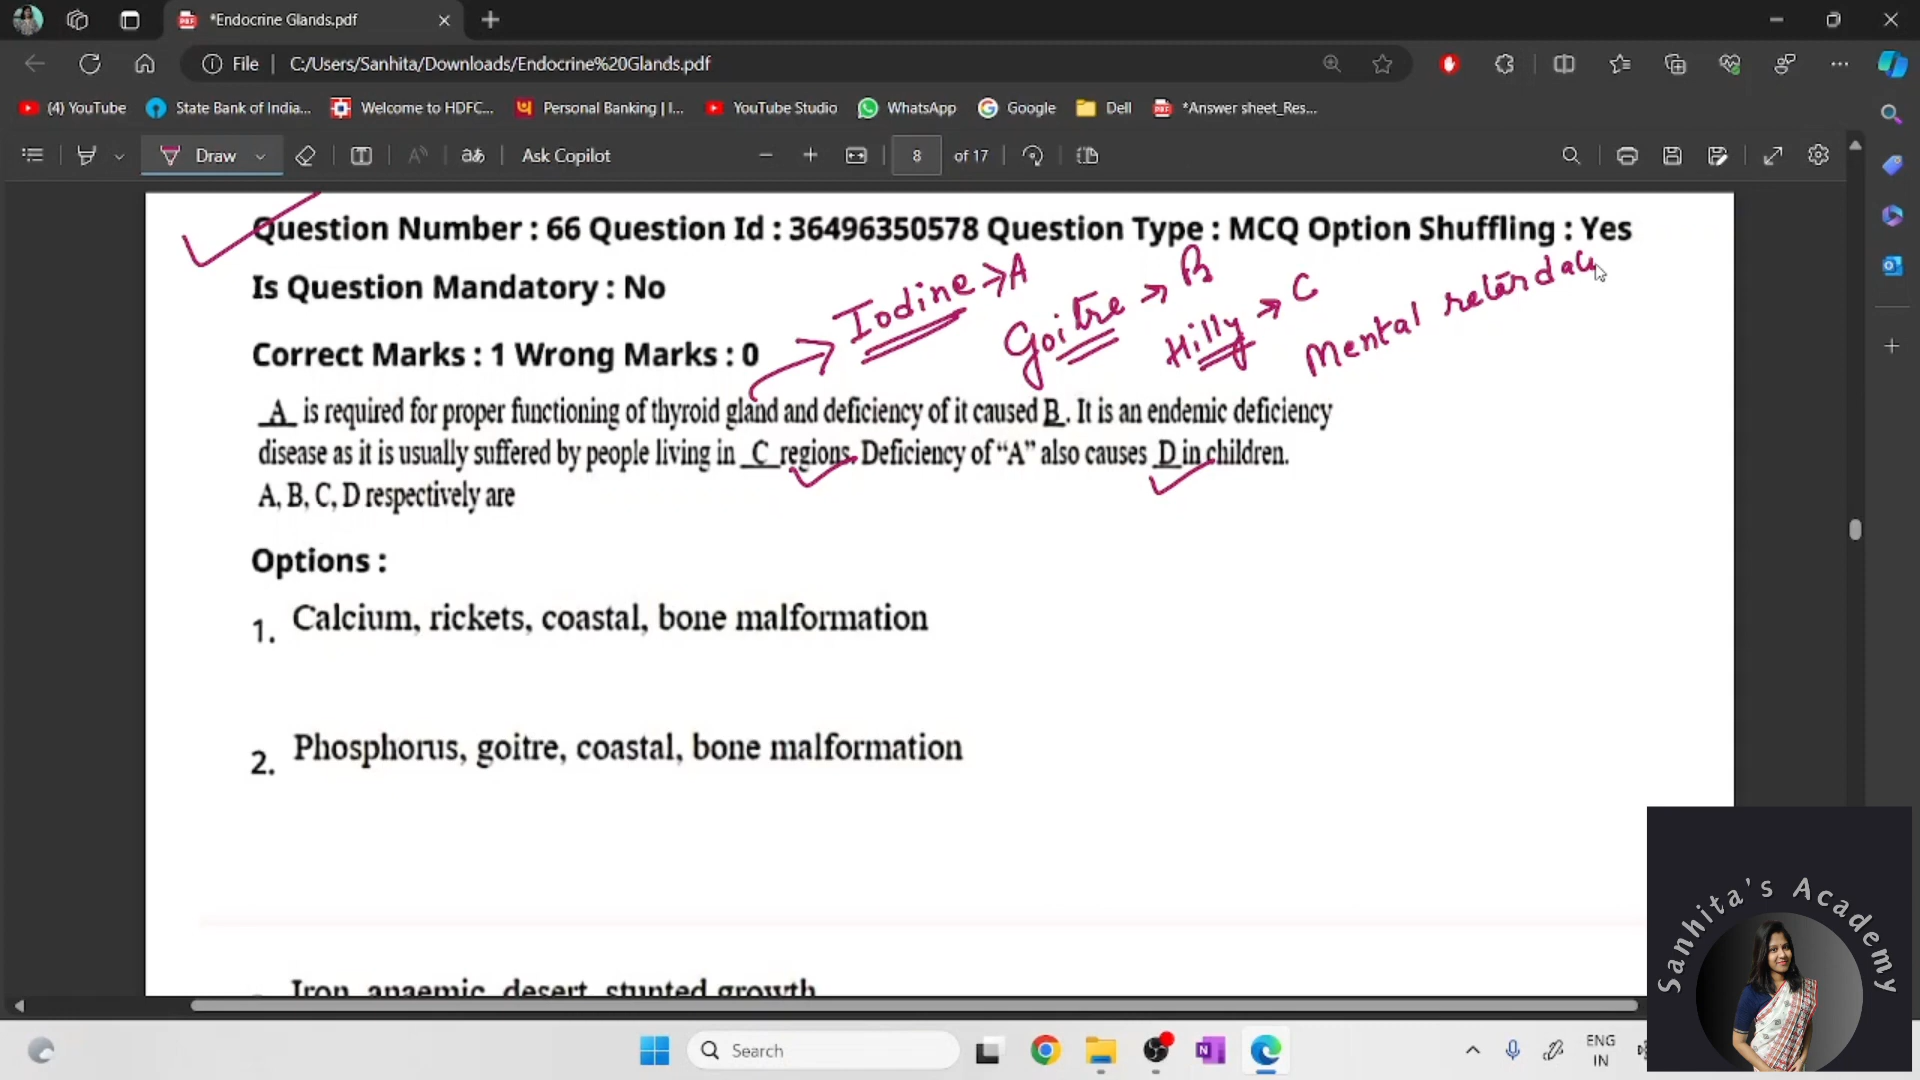 *Endocrine Glands.pdf
File
C:/Users/Sanhita/Downloads/Endocrine%20Glands.pdf
(4) YouTube
State Bank of India...
Welcome to HDFC...
Personal Banking | I...
YouTube Studio
WhatsApp
Google
Dell
*Answer sheet_Res...
Draw
aあ
Ask Copilot
8
of 17
Question Number : 66 Question Id : 36496350578 Question Type : MCQ Option Shuffling : Yes
Is Question Mandatory : No
Iodine → A
Goitre → B
Hilly → C
Mental
Correct Marks : 1 Wrong Marks : 0
A is required for proper functioning of thyroid gland and deficiency of it caused B . It is an endemic deficiency
disease as it is usually suffered by people living in C regions. Deficiency of “A” also causes D in children.
A, B, C, D respectively are
Options :
1. Calcium, rickets, coastal, bone malformation
2. Phosphorus, goitre, coastal, bone malformation
Iron, anaemic, desert, stunted growth
Sanhita's Academy
Search
ENG
IN